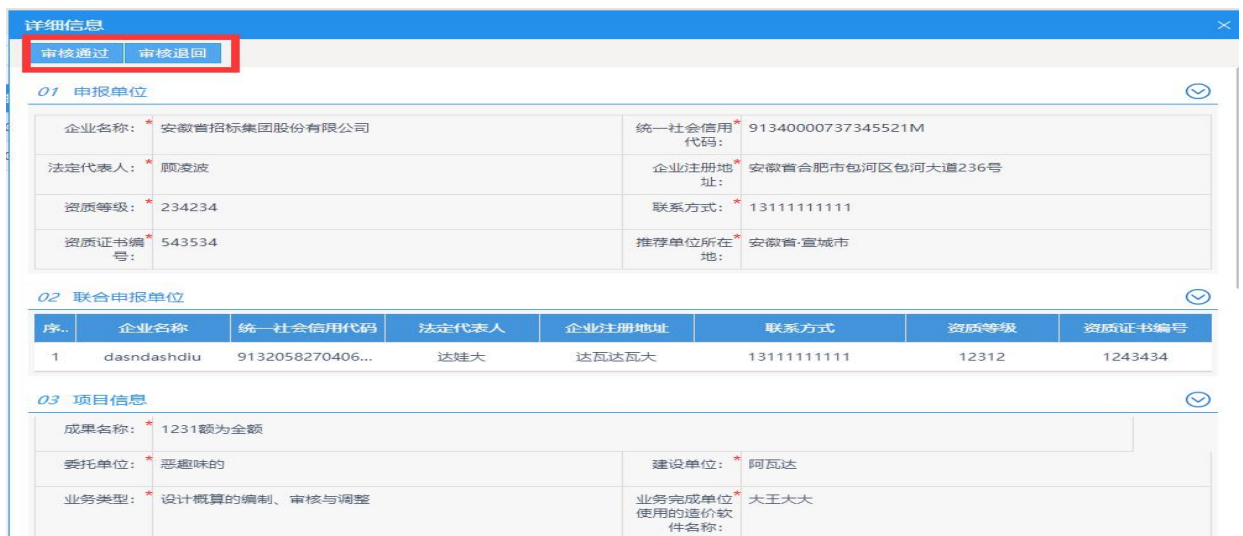 详细信息
审核通过 审核退回
01 申报单位
企业名称: * 安徽省招标集团股份有限公司 统一社会信用代码: * 91340000737345521M
法定代表人: * 顾凌波 企业注册地址: * 安徽省合肥市包河区包河大道236号
资质等级: * 234234 联系方式: * 13111111111
资质证书编号: * 543534 推荐单位所在地: * 安徽省·宣城市
02 联合申报单位
序.. 企业名称 统一社会信用代码 法定代表人 企业注册地址 联系方式 资质等级 资质证书编号
1 dasndashdiu 9132058270406... 达娃大 达瓦达瓦大 13111111111 12312 1243434
03 项目信息
成果名称: * 1231额为全额
委托单位: * 恶趣味的 建设单位: * 阿瓦达
业务类型: * 设计概算的编制、审核与调整 业务完成单位使用的造价软件名称: * 大王大大